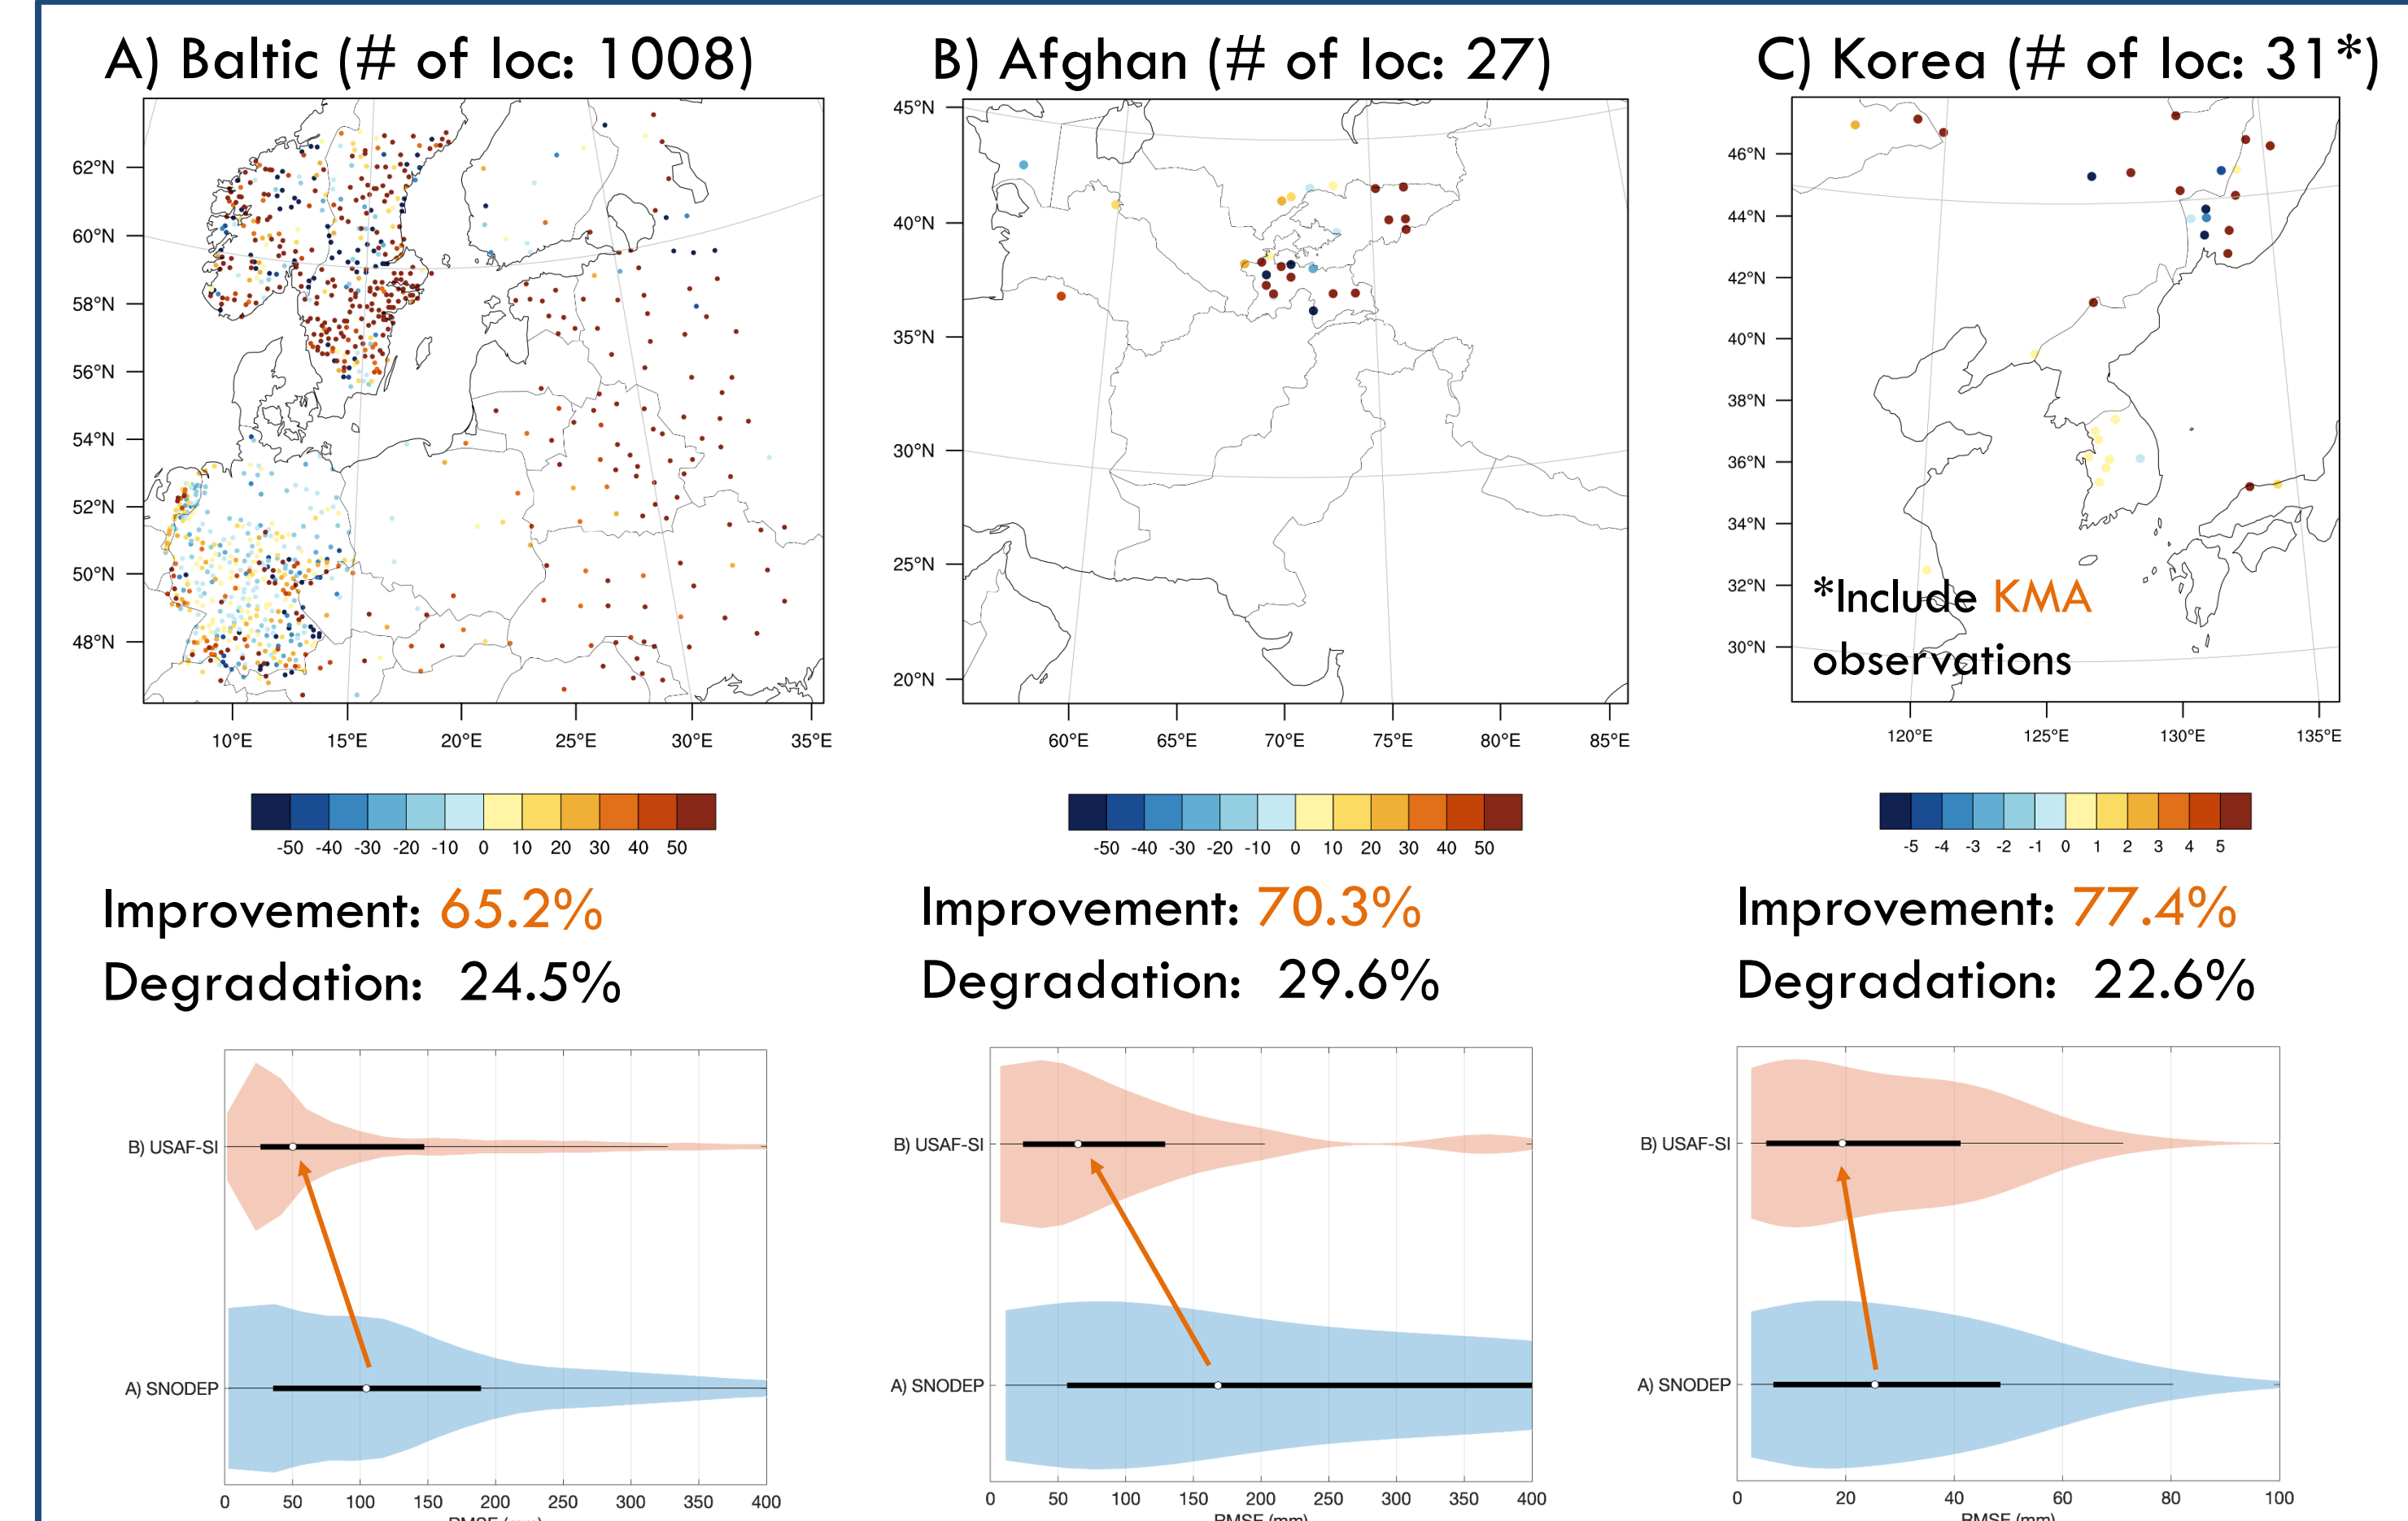 A) Baltic (# of loc: 1008)
62°N
60°N
58°N
56°N
54°N
52°N
50°N
48°N
10°E 15°E 20°E 25°E 30°E 35°E
-50 -40 -30 -20 -10 0 10 20 30 40 50
Improvement: 65.2%
Degradation: 24.5%
B) USAF-SI
A) SNODEP
0 50 100 150 200 250 300 350 400
RMSE (mm)
B) Afghan (# of loc: 27)
45°N
40°N
35°N
30°N
25°N
20°N
60°E 65°E 70°E 75°E 80°E 85°E
-50 -40 -30 -20 -10 0 10 20 30 40 50
Improvement: 70.3%
Degradation: 29.6%
B) USAF-SI
A) SNODEP
0 50 100 150 200 250 300 350 400
RMSE (mm)
C) Korea (# of loc: 31*)
46°N
44°N
42°N
40°N
38°N
36°N
34°N
32°N
30°N
*Include KMA
observations
120°E 125°E 130°E 135°E
-5 -4 -3 -2 -1 0 1 2 3 4 5
Improvement: 77.4%
Degradation: 22.6%
B) USAF-SI
A) SNODEP
0 20 40 60 80 100
RMSE (mm)